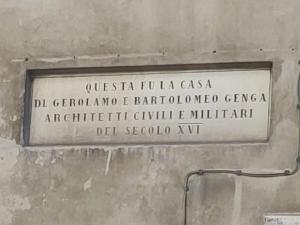 QUESTA FU LA CASA
DI GEROLAMO E BARTOLOMEO GENGA
ARCHITETTI CIVILI E MILITARI
DEL SECOLO XVI